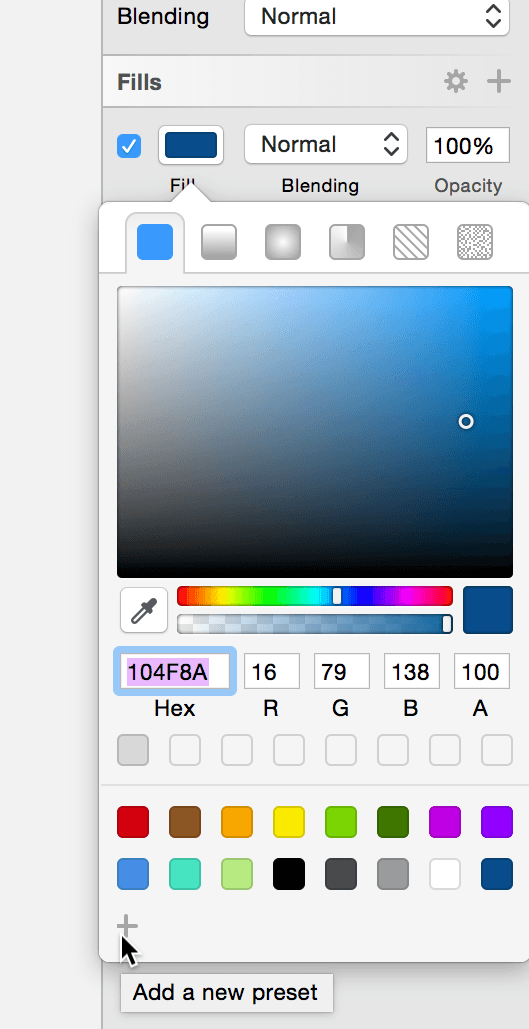 Blending Normal
Fills
Normal 100%
Fill Blending Opacity
104F8A 16 79 138 100
Hex R G B A
Add a new preset